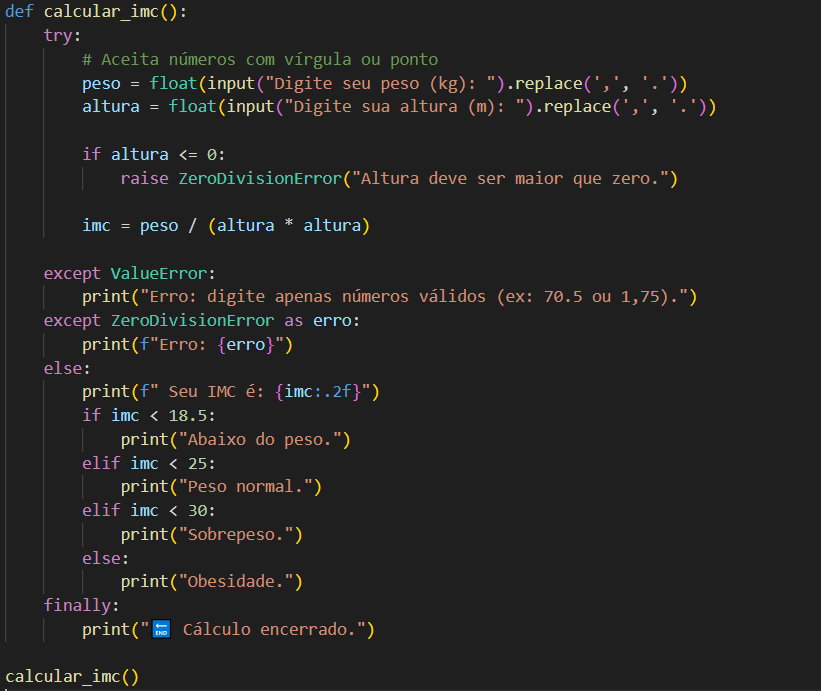 def calcular_imc():
    try:
        # Aceita números com vírgula ou ponto
        peso = float(input("Digite seu peso (kg): ").replace(',', '.'))
        altura = float(input("Digite sua altura (m): ").replace(',', '.'))

        if altura <= 0:
            raise ZeroDivisionError("Altura deve ser maior que zero.")

        imc = peso / (altura * altura)

    except ValueError:
        print("Erro: digite apenas números válidos (ex: 70.5 ou 1,75).")
    except ZeroDivisionError as erro:
        print(f"Erro: {erro}")
    else:
        print(f" Seu IMC é: {imc:.2f}")
        if imc < 18.5:
            print("Abaixo do peso.")
        elif imc < 25:
            print("Peso normal.")
        elif imc < 30:
            print("Sobrepeso.")
        else:
            print("Obesidade.")
    finally:
        print("🔚 Cálculo encerrado.")

calcular_imc()